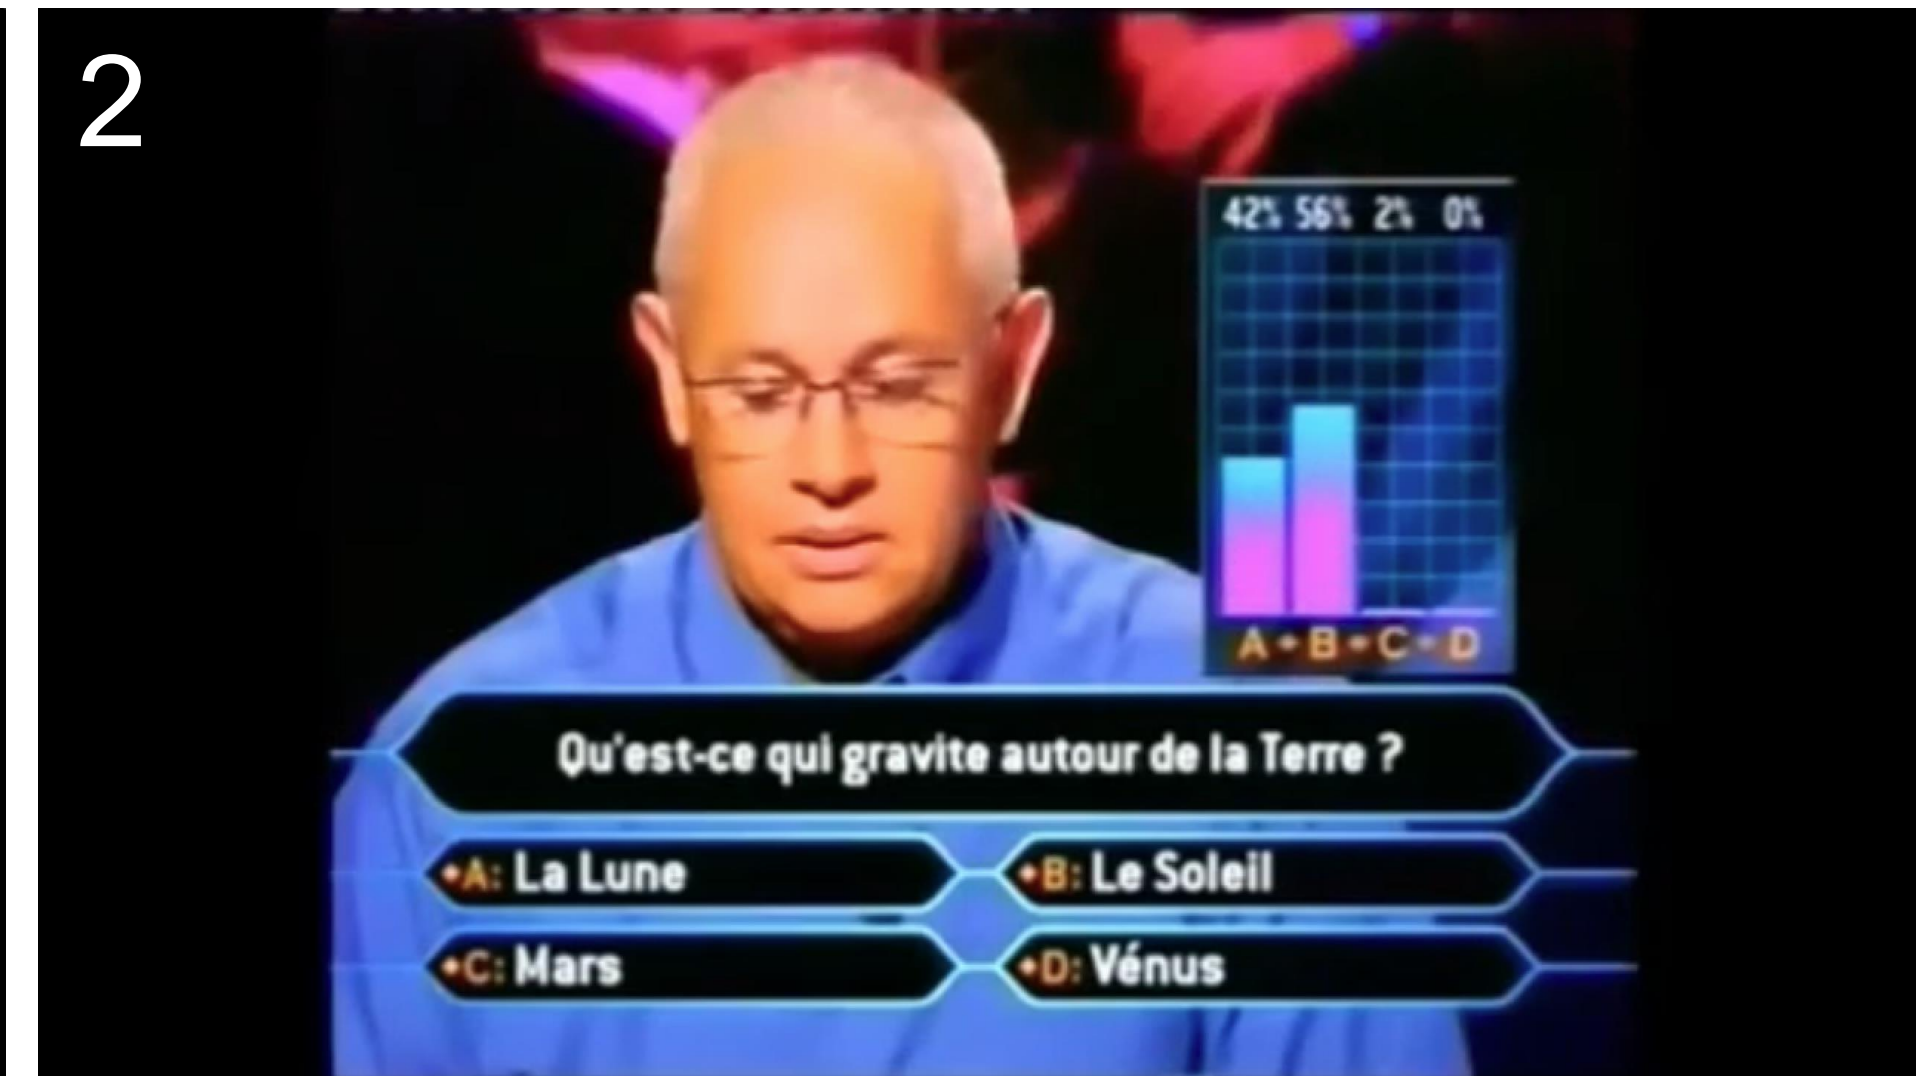 2
42% 56% 2% 0%
A B C D
Qu'est-ce qui gravite autour de la Terre ?
A: La Lune
B: Le Soleil
C: Mars
D: Vénus